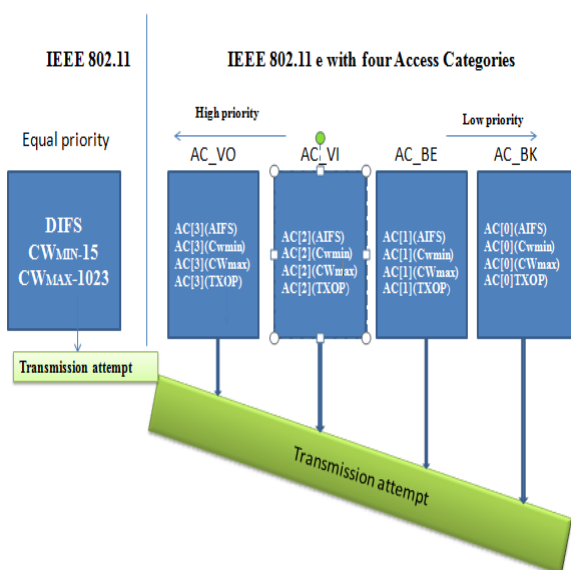 IEEE 802.11
IEEE 802.11 e with four Access Categories
High priority
Low priority
Equal priority
AC_VO
AC_VI
AC_BE
AC_BK
DIFS
CWMIN-15
CWMAX-1023
AC[3](AIFS)
AC[3](Cwmin)
AC[3](CWmax)
AC[3](TXOP)
AC[2](AIFS)
AC[2](Cwmin)
AC[2](CWmax)
AC[2](TXOP)
AC[1](AIFS)
AC[1](Cwmin)
AC[1](CWmax)
AC[1](TXOP)
AC[0](AIFS)
AC[0](Cwmin)
AC[0](CWmax)
AC[0]TXOP)
Transmission attempt
Transmission attempt